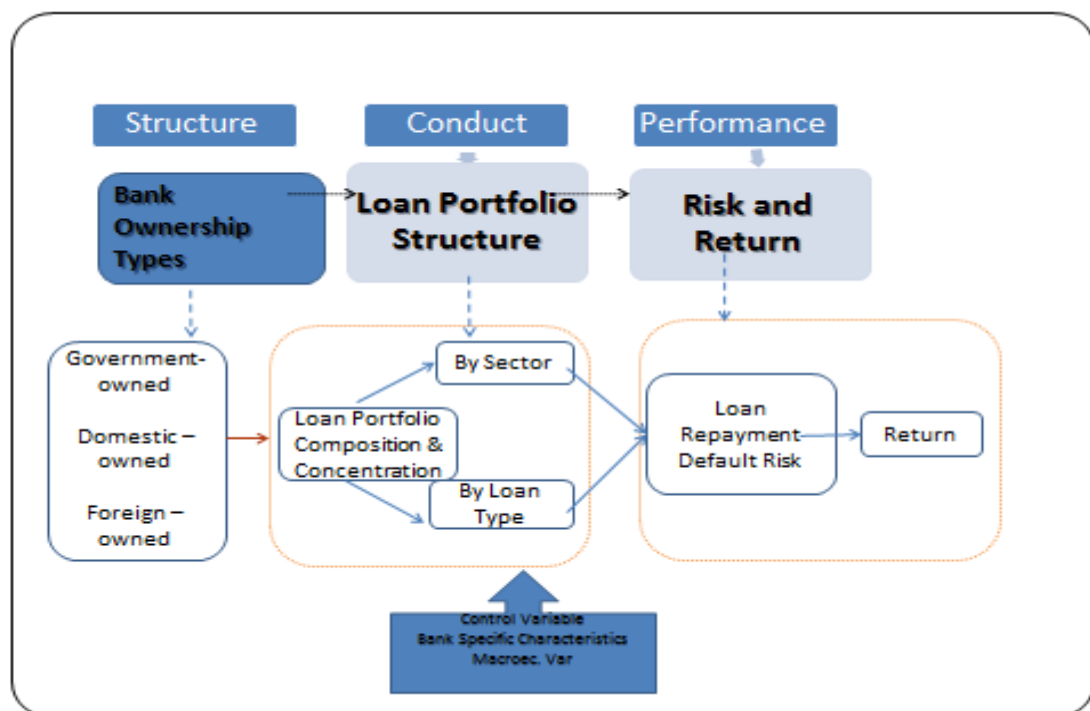 Structure
Conduct
Performance
Bank
Ownership
Types
Loan Portfolio
Structure
Risk and
Return
Government-
owned
Domestic –
owned
Foreign –
owned
Loan Portfolio
Composition &
Concentration
By Sector
By Loan
Type
Loan
Repayment
Default Risk
Return
Control Variable
Bank Specific Characteristics
Macroec. Var